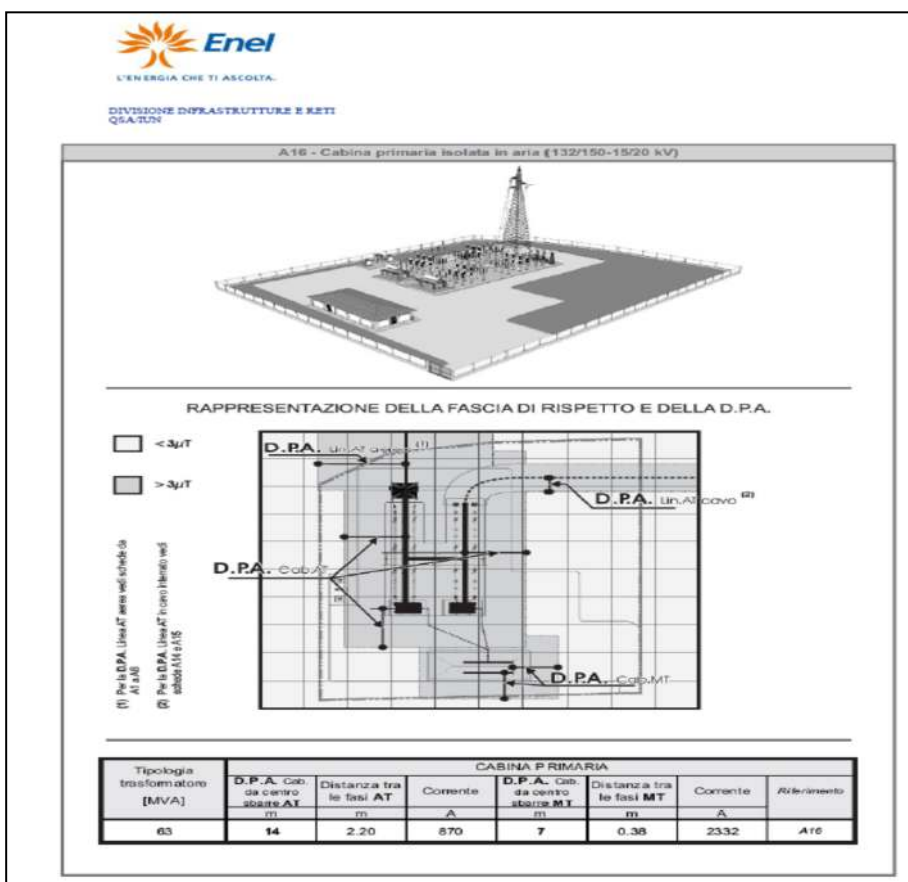 Enel
L'ENERGIA CHE TI ASCOLTA.
DIVISIONE INFRASTRUTTURE E RETI
QSA/IUN
A16 - Cabina primaria isolata in aria (132/150-15/20 kV)
RAPPRESENTAZIONE DELLA FASCIA DI RISPETTO E DELLA D.P.A.
< 3µT
> 3µT
(1) Per la D.P.A. Linea AT aerea vedi schede da
A1 a A8
(2) Per la D.P.A. Linea AT in cavo interrato vedi
schede A14 e A15
D.P.A. Lin.AT aerea (1)
D.P.A. Lin.AT cavo (2)
D.P.A. Cab.AT
D.P.A. Cab.MT
CABINA PRIMARIA
Tipologia
trasformatore
[MVA]
D.P.A. Cab.
da centro
sbarre AT
m
Distanza tra
le fasi AT
m
Corrente
A
D.P.A. Cab.
da centro
sbarre MT
m
Distanza tra
le fasi MT
m
Corrente
A
Riferimento
63 14 2.20 870 7 0.38 2332 A16